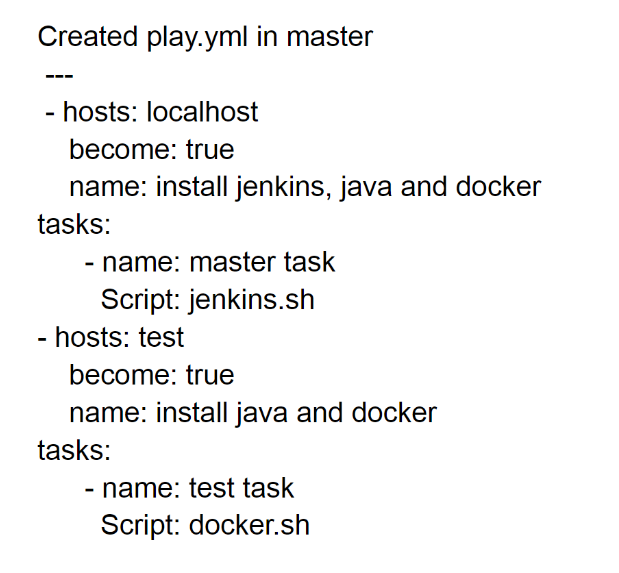 Created play.yml in master
---
- hosts: localhost
become: true
name: install jenkins, java and docker
tasks:
- name: master task
Script: jenkins.sh
- hosts: test
become: true
name: install java and docker
tasks:
- name: test task
Script: docker.sh